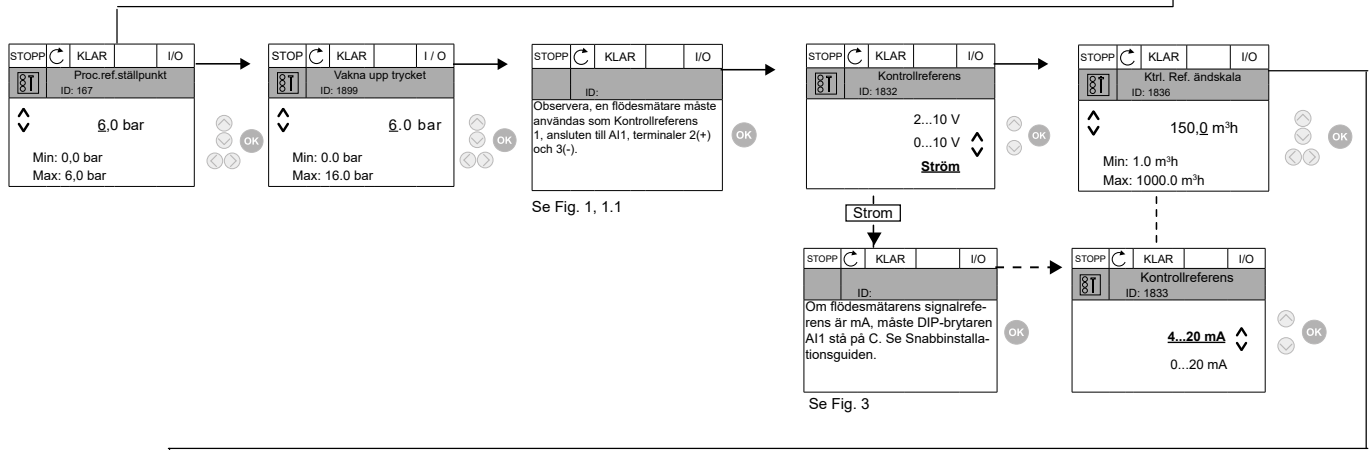 STOPP KLAR I/O
Proc.ref.ställpunkt
ID: 167
6,0 bar
Min: 0,0 bar
Max: 6,0 bar
OK
STOP KLAR I / O
Vakna upp trycket
ID: 1899
6.0 bar
Min: 0.0 bar
Max: 16.0 bar
OK
STOPP KLAR I/O
ID:
Observera, en flödesmätare måste
användas som Kontrollreferens
1, ansluten till AI1, terminaler 2(+)
och 3(-).
OK
Se Fig. 1, 1.1
STOPP KLAR I/O
Kontrollreferens
ID: 1832
2...10 V
0...10 V
Ström
OK
STOPP KLAR I/O
Ktrl. Ref. ändskala
ID: 1836
150,0 m³h
Min: 1.0 m³h
Max: 1000.0 m³h
OK
Strom
STOPP KLAR I/O
ID:
Om flödesmätarens signalrefe-
rens är mA, måste DIP-brytaren
AI1 stå på C. Se Snabbinstalla-
tionsguiden.
OK
Se Fig. 3
STOPP KLAR I/O
Kontrollreferens
ID: 1833
4...20 mA
0...20 mA
OK